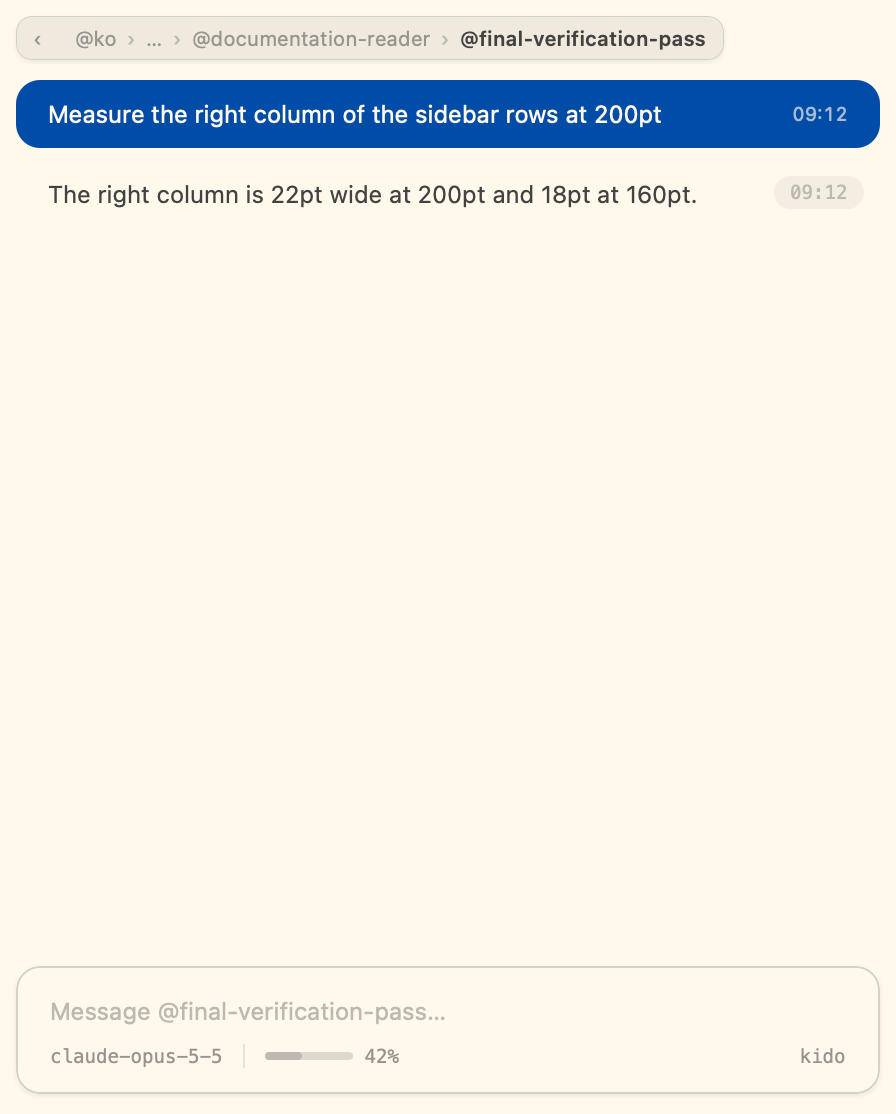 ‹ @ko › … › @documentation-reader › @final-verification-pass
Measure the right column of the sidebar rows at 200pt 09:12
The right column is 22pt wide at 200pt and 18pt at 160pt. 09:12
Message @final-verification-pass…
claude-opus-5-5 42% kido